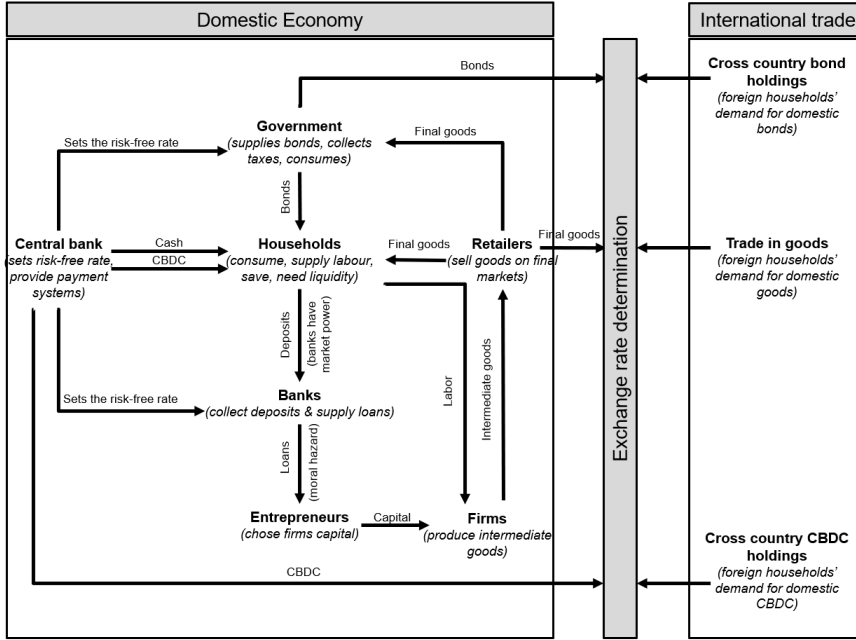 Domestic Economy
International trade
Bonds
Cross country bond
holdings
(foreign households'
demand for domestic
bonds)
Government
(supplies bonds, collects
taxes, consumes)
Sets the risk-free rate
Final goods
Bonds
Central bank
(sets risk-free rate,
provide payment
systems)
Cash
CBDC
Households
(consume, supply labour,
save, need liquidity)
Final goods
Retailers
(sell goods on final
markets)
Final goods
Trade in goods
(foreign households'
demand for domestic
goods)
Exchange rate determination
Deposits
(banks have
market power)
Labor
Intermediate goods
Sets the risk-free rate
Banks
(collect deposits & supply loans)
Loans
(moral hazard)
Entrepreneurs
(chose firms capital)
Capital
Firms
(produce intermediate
goods)
CBDC
Cross country CBDC
holdings
(foreign households'
demand for domestic
CBDC)